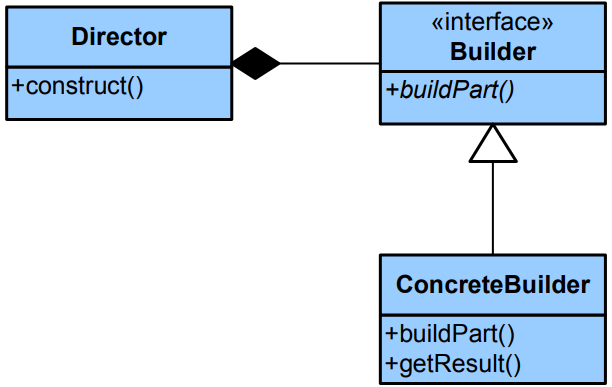 Director
+construct()
«interface»
Builder
+buildPart()
ConcreteBuilder
+buildPart()
+getResult()